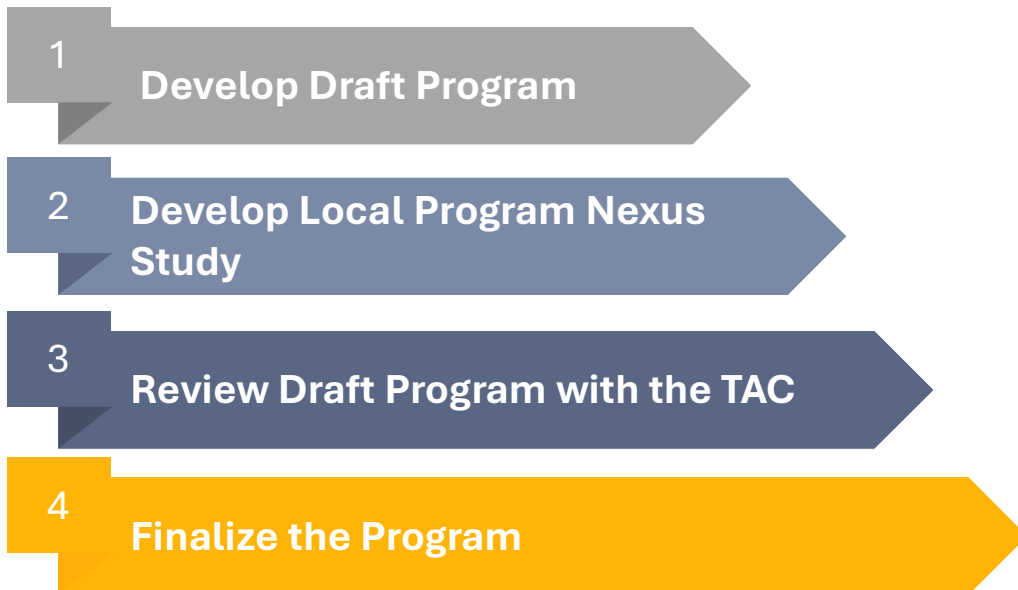 1
Develop Draft Program
2
Develop Local Program Nexus
Study
3
Review Draft Program with the TAC
4
Finalize the Program